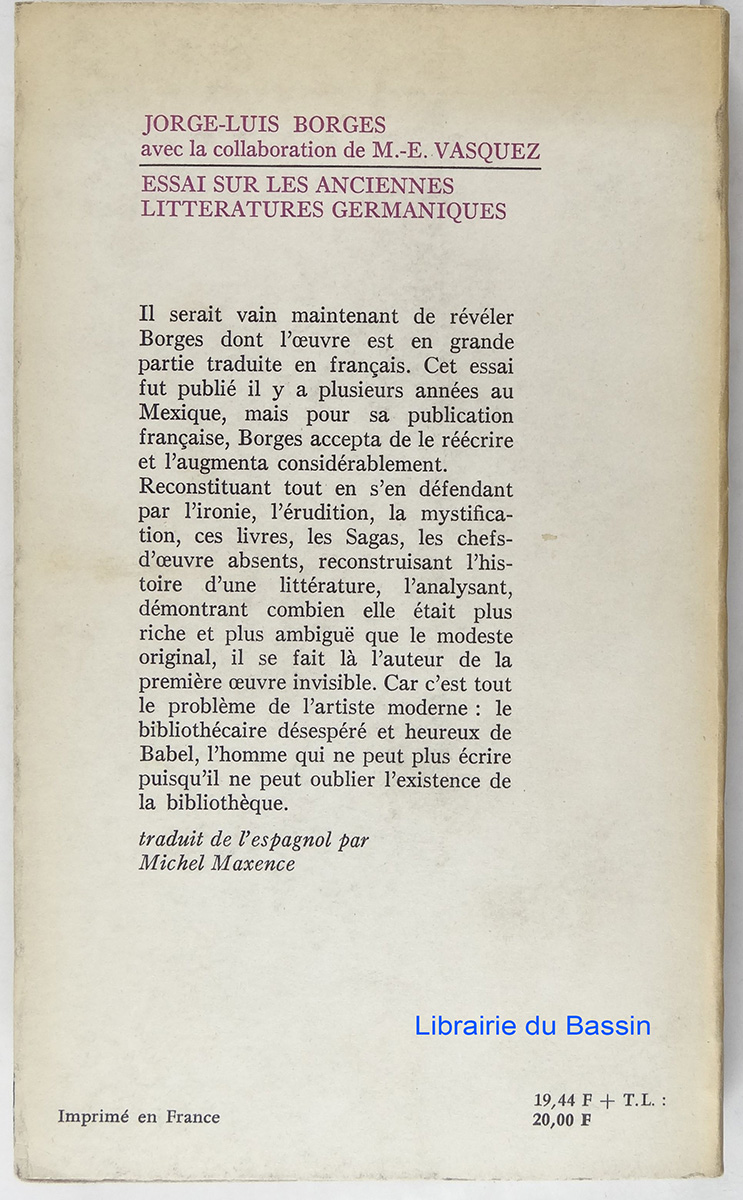 JORGE-LUIS BORGES
avec la collaboration de M.-E. VASQUEZ
ESSAI SUR LES ANCIENNES
LITTERATURES GERMANIQUES
Il serait vain maintenant de révéler
Borges dont l'œuvre est en grande
partie traduite en français. Cet essai
fut publié il y a plusieurs années au
Mexique, mais pour sa publication
française, Borges accepta de le réécrire
et l'augmenta considérablement.
Reconstituant tout en s'en défendant
par l'ironie, l'érudition, la mystifica-
tion, ces livres, les Sagas, les chefs-
d'œuvre absents, reconstruisant l'his-
toire d'une littérature, l'analysant,
démontrant combien elle était plus
riche et plus ambiguë que le modeste
original, il se fait là l'auteur de la
première œuvre invisible. Car c'est tout
le problème de l'artiste moderne : le
bibliothécaire désespéré et heureux de
Babel, l'homme qui ne peut plus écrire
puisqu'il ne peut oublier l'existence de
la bibliothèque.
traduit de l'espagnol par
Michel Maxence
Librairie du Bassin
Imprimé en France
19,44 F + T.L. :
20,00 F